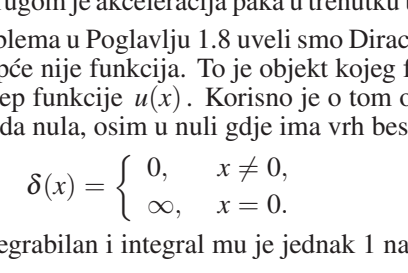 rugom je akceleracija paka u trenutku
blema u Poglavlju 1.8 uveli smo Dirac
pće nije funkcija. To je objekt kojeg
ep funkcije u(x). Korisno je o tom
da nula, osim u nuli gdje ima vrh bes
δ(x) = { 0, x ≠ 0,
∞, x = 0.
egrabilan i integral mu je jednak 1 na